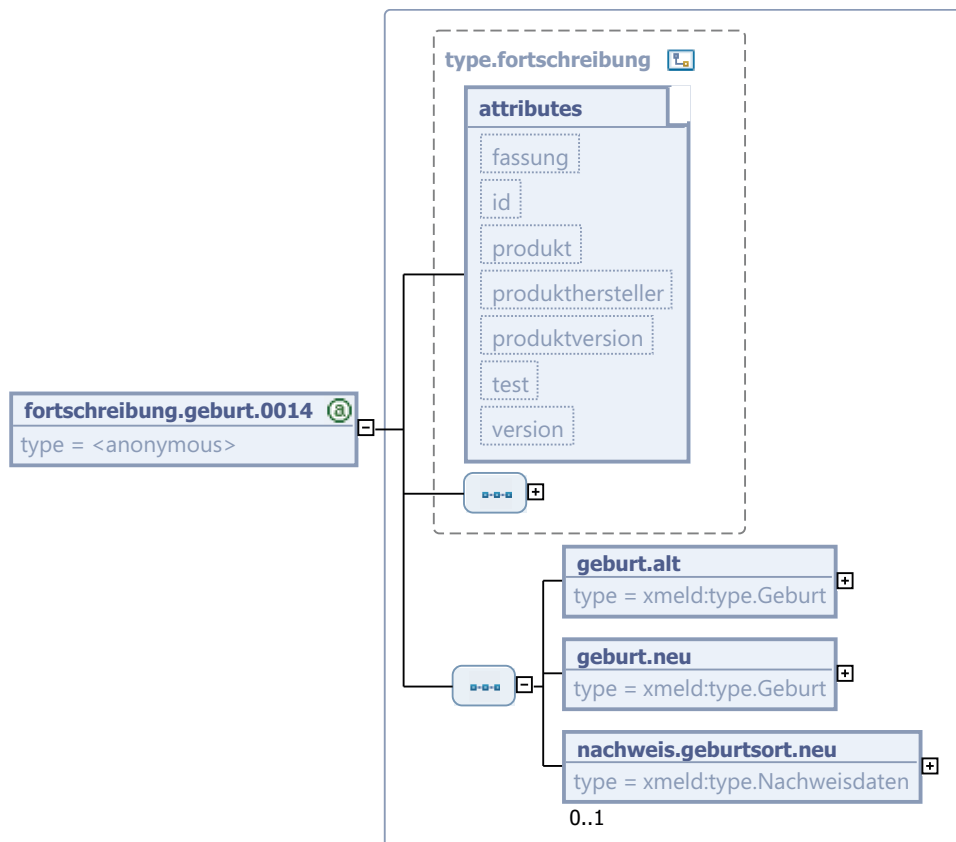 type.fortschreibung
attributes
fassung
id
produkt
produkthersteller
produktversion
test
version
fortschreibung.geburt.0014 @
type = <anonymous>
geburt.alt
type = xmeld:type.Geburt
geburt.neu
type = xmeld:type.Geburt
nachweis.geburtsort.neu
type = xmeld:type.Nachweisdaten
0..1